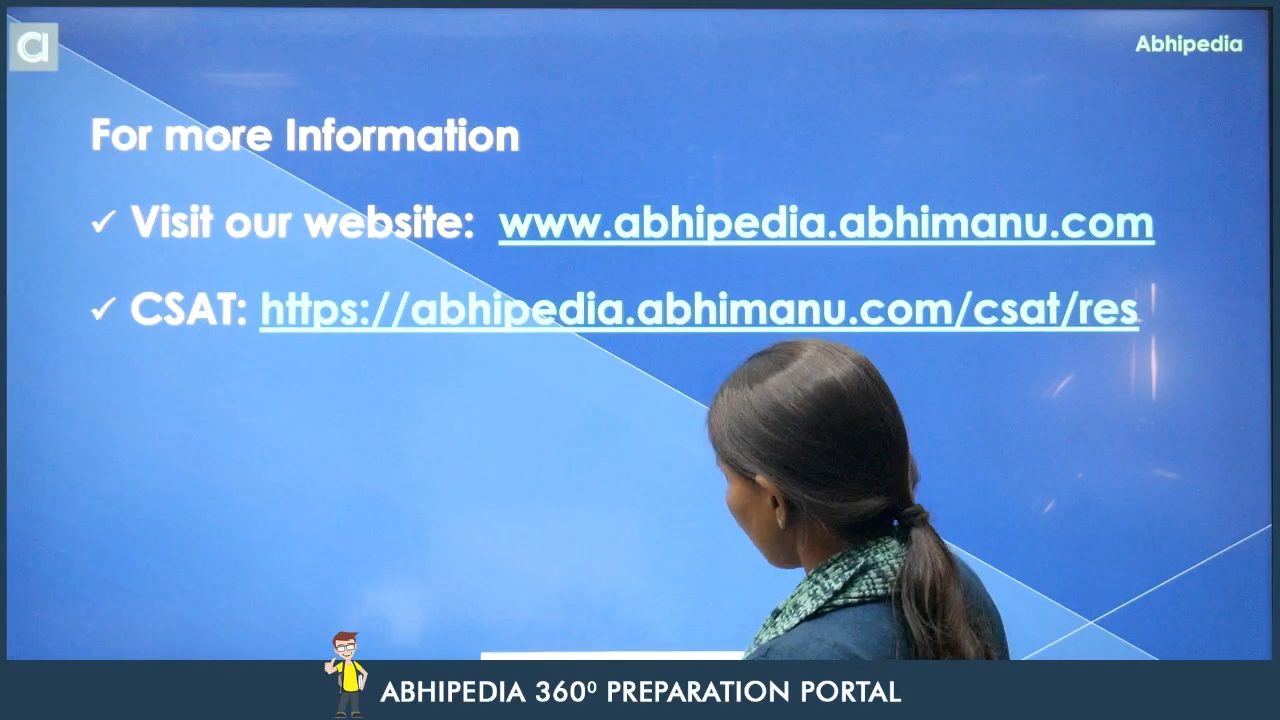 a
Abhipedia
For more Information
✓ Visit our website: www.abhipedia.abhimanu.com
✓ CSAT: https://abhipedia.abhimanu.com/csat/res
ABHIPEDIA 360⁰ PREPARATION PORTAL